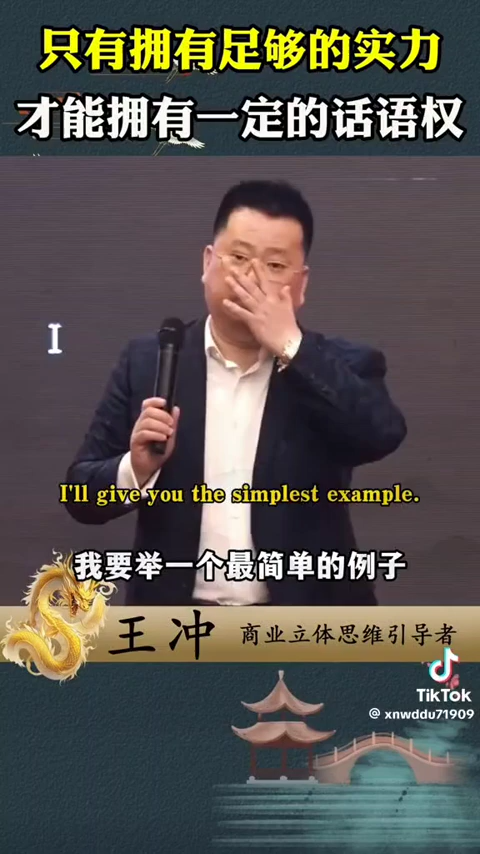 只有拥有足够的实力
才能拥有一定的话语权
I
I'll give you the simplest example.
我要举一个最简单的例子
王冲 商业立体思维引导者
TikTok
@xnwddu71909